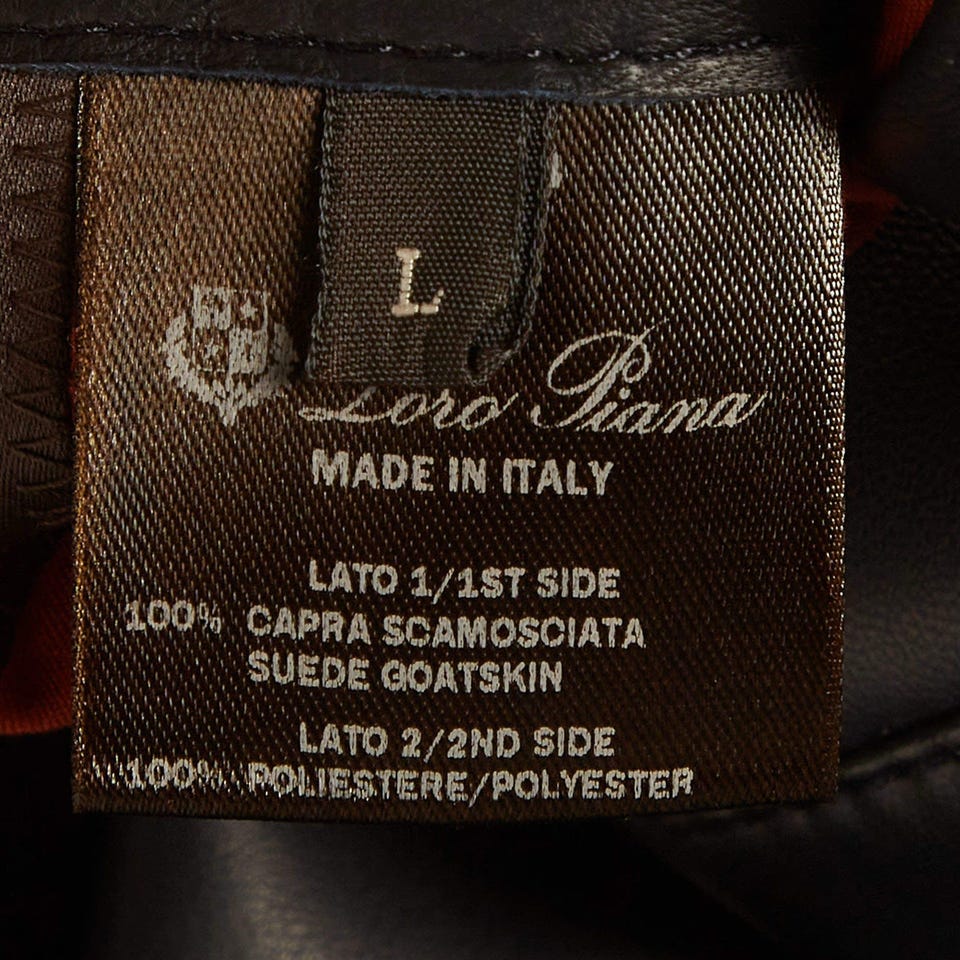 L
Loro Piana
MADE IN ITALY
LATO 1/1ST SIDE
100% CAPRA SCAMOSCIATA
SUEDE GOATSKIN
LATO 2/2ND SIDE
100% POLIESTERE/POLYESTER